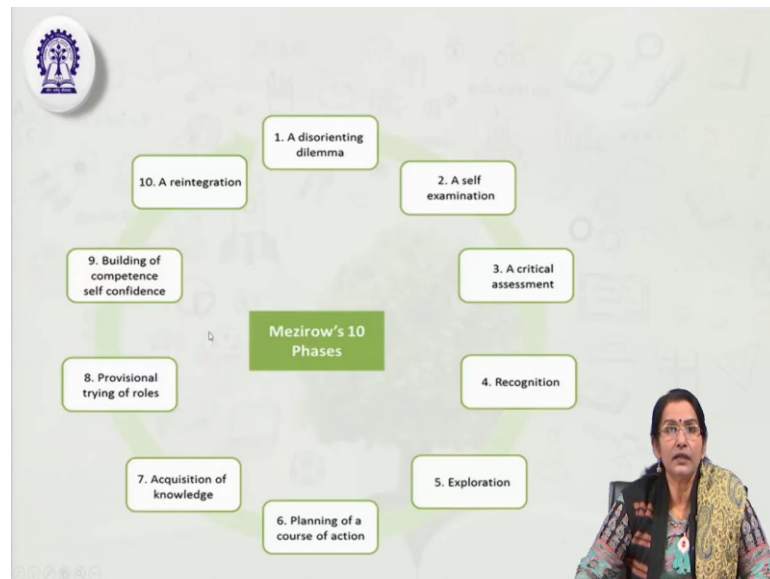 1. A disorienting
dilemma
2. A self
examination
3. A critical
assessment
4. Recognition
5. Exploration
6. Planning of a
course of action
7. Acquisition of
knowledge
8. Provisional
trying of roles
9. Building of
competence
self confidence
10. A reintegration
Mezirow's 10
Phases